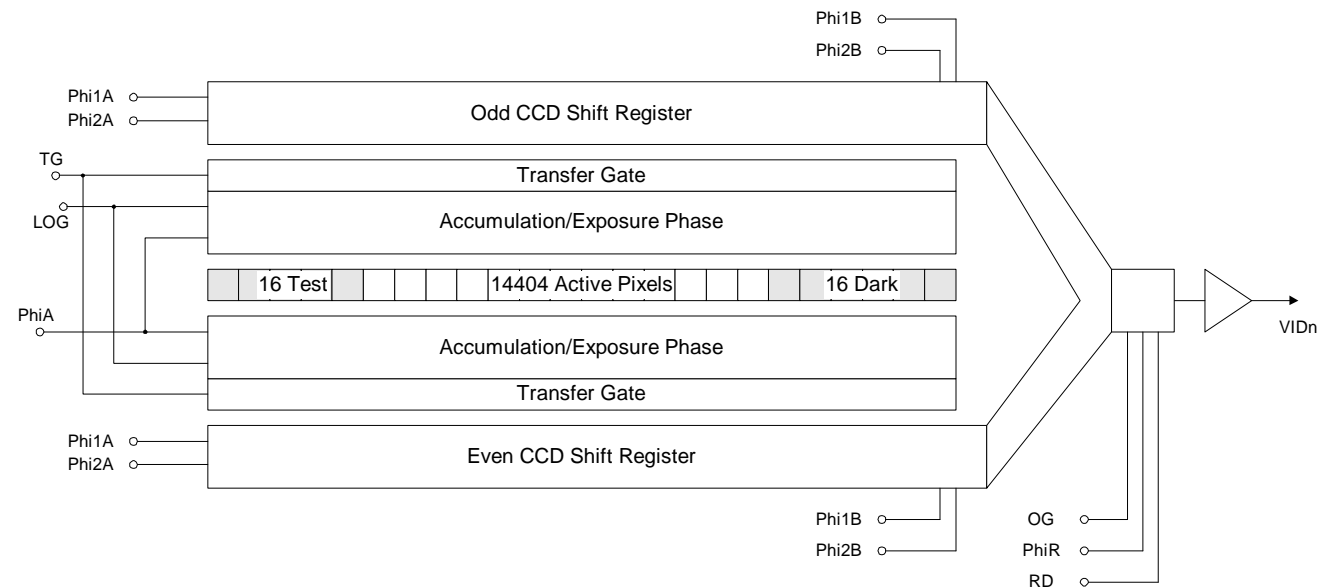 Phi1B
Phi2B
Phi1A
Odd CCD Shift Register
Phi2A
TG
Transfer Gate
LOG
Accumulation/Exposure Phase
16 Test
14404 Active Pixels
16 Dark
PhiA
VIDn
Accumulation/Exposure Phase
Transfer Gate
Phi1A
Even CCD Shift Register
Phi2A
Phi1B
OG
Phi2B
PhiR
RD